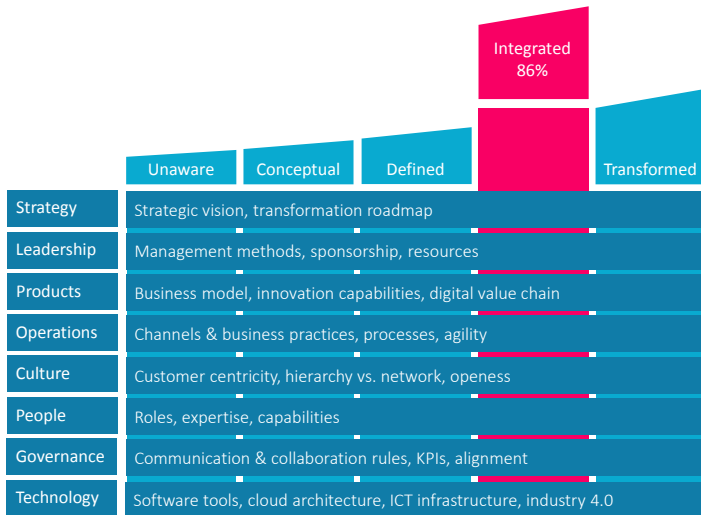 Integrated
86%
Unaware
Conceptual
Defined
Transformed
Strategy
Strategic vision, transformation roadmap
Leadership
Management methods, sponsorship, resources
Products
Business model, innovation capabilities, digital value chain
Operations
Channels & business practices, processes, agility
Culture
Customer centricity, hierarchy vs. network, openess
People
Roles, expertise, capabilities
Governance
Communication & collaboration rules, KPIs, alignment
Technology
Software tools, cloud architecture, ICT infrastructure, industry 4.0